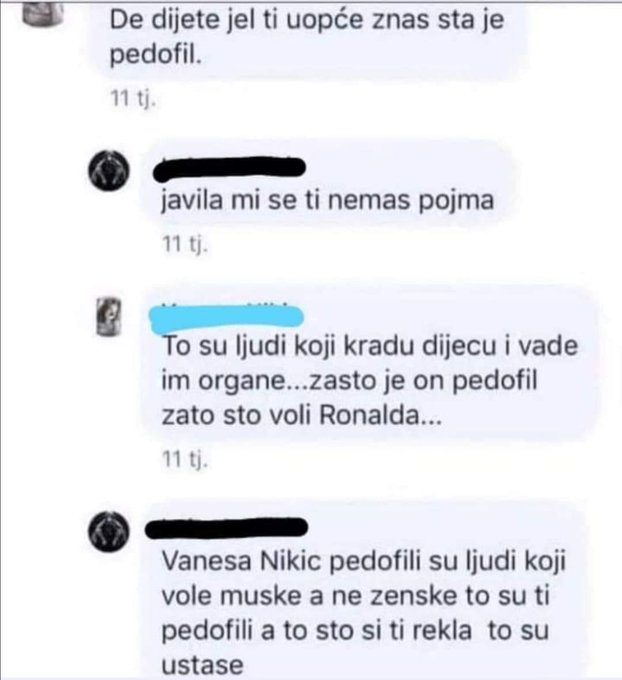 De dijete jel ti uopće znas sta je
pedofil.
11 tj.
javila mi se ti nemas pojma
11 tj.
To su ljudi koji kradu dijecu i vade
im organe...zasto je on pedofil
zato sto voli Ronalda...
11 tj.
Vanesa Nikic pedofili su ljudi koji
vole muske a ne zenske to su ti
pedofili a to sto si ti rekla to su
ustase